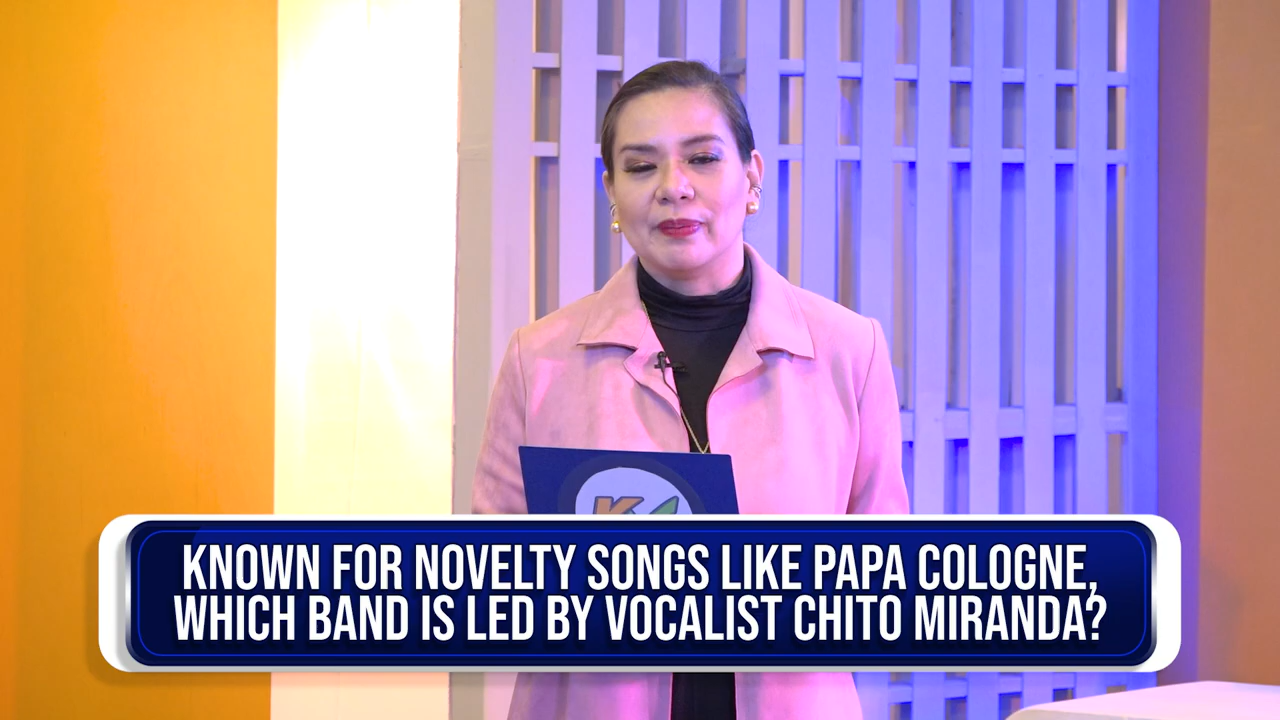 KNOWN FOR NOVELTY SONGS LIKE PAPA COLOGNE,
WHICH BAND IS LED BY VOCALIST CHITO MIRANDA?